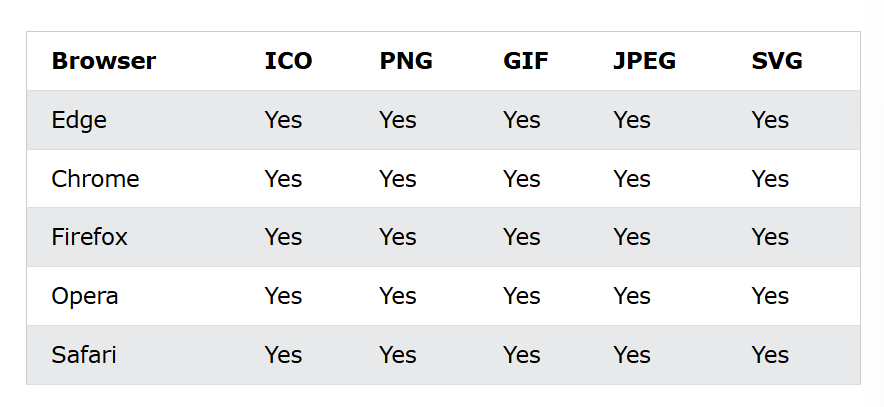 Browser ICO PNG GIF JPEG SVG
Edge Yes Yes Yes Yes Yes
Chrome Yes Yes Yes Yes Yes
Firefox Yes Yes Yes Yes Yes
Opera Yes Yes Yes Yes Yes
Safari Yes Yes Yes Yes Yes